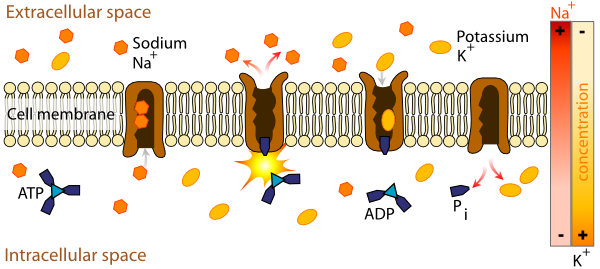 Extracellular space
Na+
+
-
Sodium
Na+
Potassium
K+
Cell membrane
concentration
ATP
ADP
Pi
-
+
Intracellular space
K+